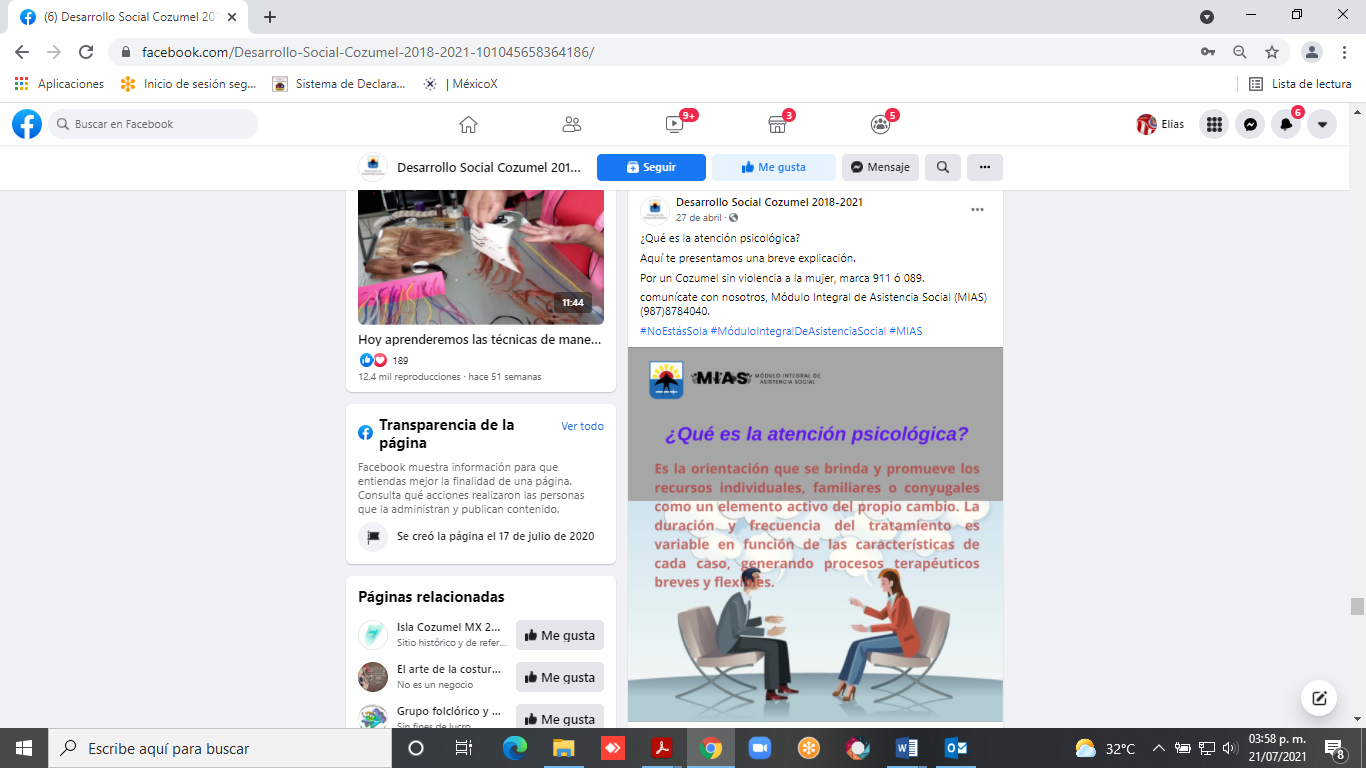 (6) Desarrollo Social Cozumel 201
facebook.com/Desarrollo-Social-Cozumel-2018-2021-101045658364186/
Aplicaciones
Inicio de sesión seg...
Sistema de Declara...
| MéxicoX
Lista de lectura
Buscar en Facebook
9+
3
5
Elías
6
Desarrollo Social Cozumel 201...
Seguir
Me gusta
Mensaje
11:44
Hoy aprenderemos las técnicas de mane...
189
12.4 mil reproducciones · hace 51 semanas
Transparencia de la
página
Ver todo
Facebook muestra información para que
entiendas mejor la finalidad de una página.
Consulta qué acciones realizaron las personas
que la administran y publican contenido.
Se creó la página el 17 de julio de 2020
Páginas relacionadas
Isla Cozumel MX 2...
Sitio histórico y de refer...
Me gusta
El arte de la costur...
No es un negocio
Me gusta
Grupo folclórico y ...
Sin fines de lucro
Me gusta
Desarrollo Social Cozumel 2018-2021
27 de abril ·
¿Qué es la atención psicológica?
Aquí te presentamos una breve explicación.
Por un Cozumel sin violencia a la mujer, marca 911 ó 089.
comunícate con nosotros, Módulo Integral de Asistencia Social (MIAS)
(987)8784040.
#NoEstásSola #MóduloIntegralDeAsistenciaSocial #MIAS
MIAS
MÓDULO INTEGRAL DE
ASISTENCIA SOCIAL
¿Qué es la atención psicológica?
Es la orientación que se brinda y promueve los
recursos individuales, familiares o conyugales
como un elemento activo del propio cambio. La
duración y frecuencia del tratamiento es
variable en función de las características de
cada caso, generando procesos terapéuticos
breves y flexibles.
Escribe aquí para buscar
32°C
03:58 p. m.
21/07/2021
8